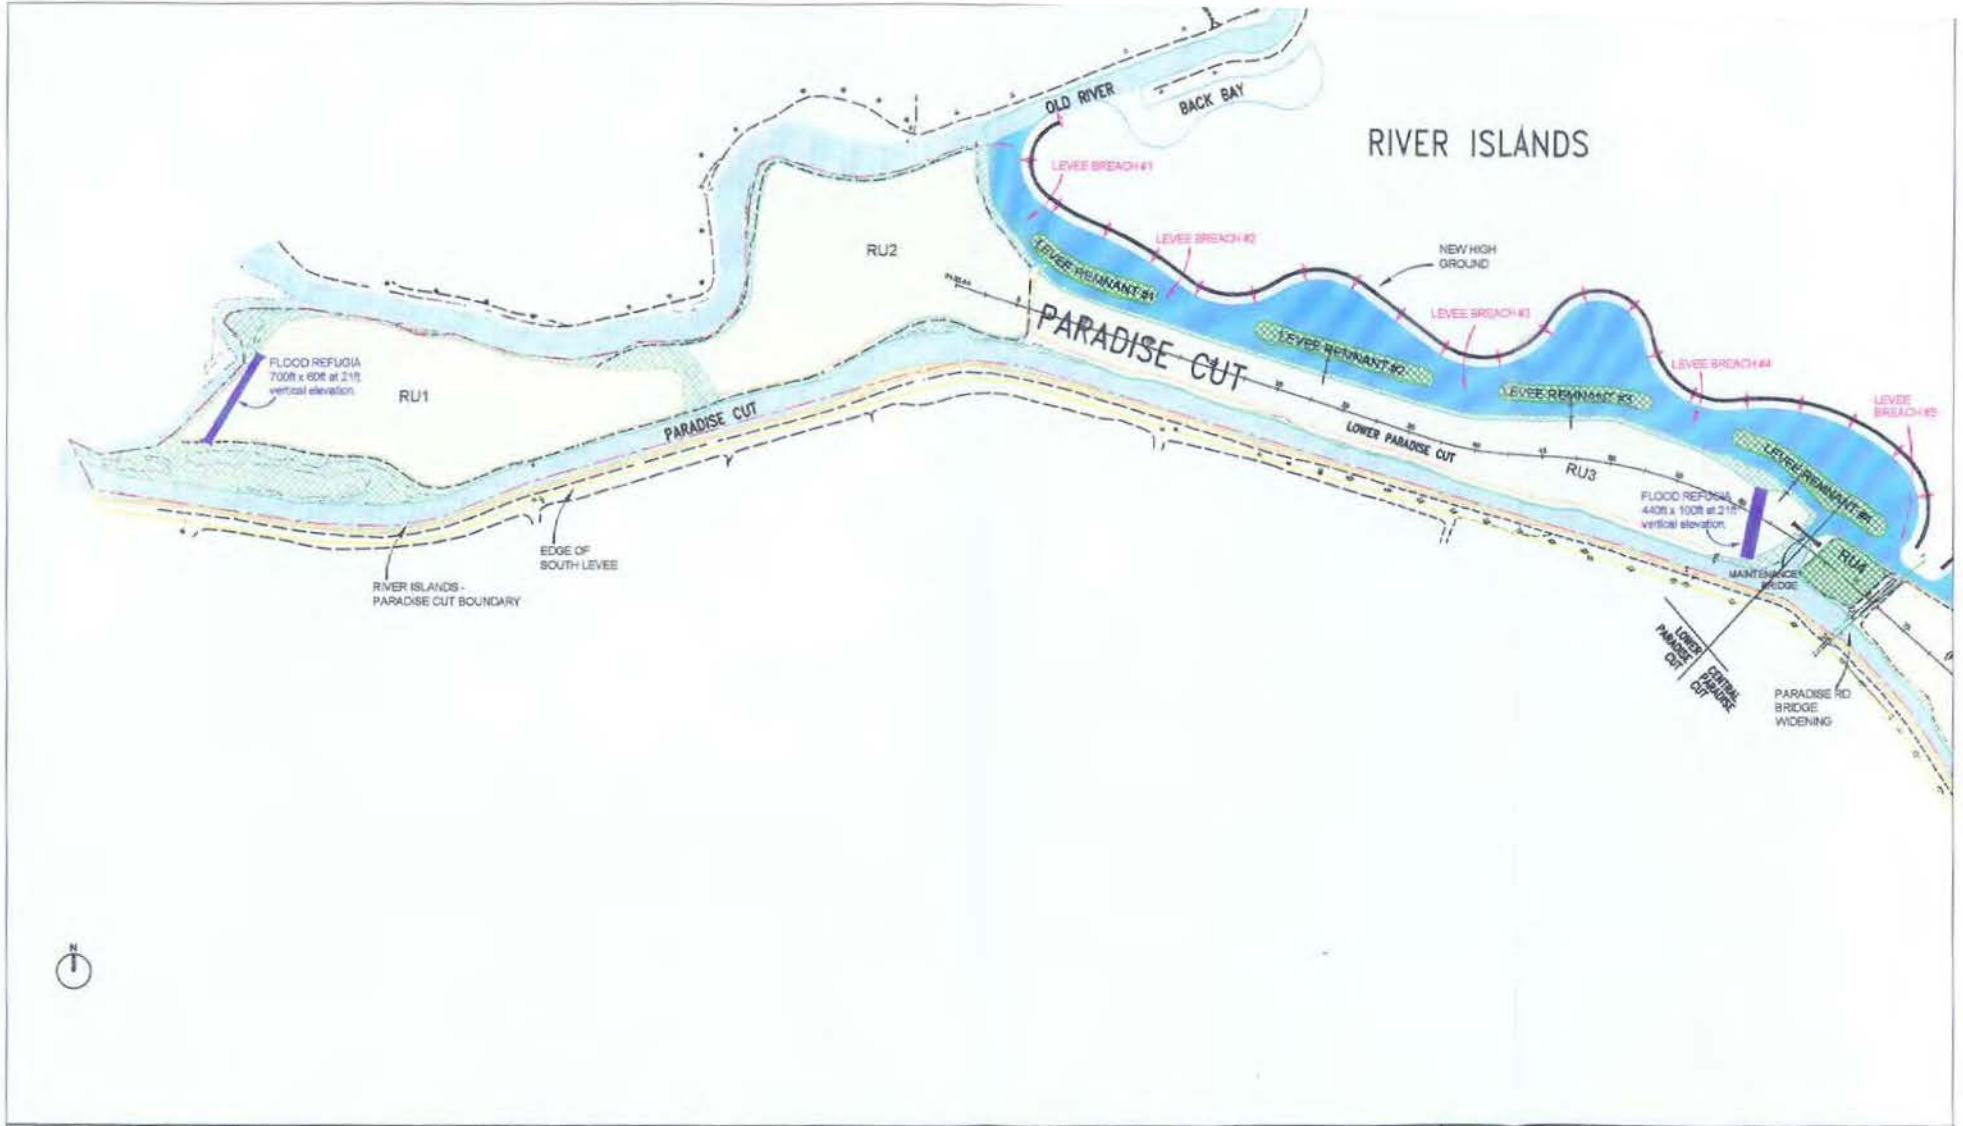 OLD RIVER
BACK BAY
RIVER ISLANDS
LEVEE BREACH #1
LEVEE BREACH #2
NEW HIGH
GROUND
RU2
LEVEE REMNANT #1
PARADISE CUT
LEVEE BREACH #3
LEVEE REMNANT #2
LEVEE BREACH #4
FLOOD REFUGIA
700ft x 60ft at 21ft
vertical elevation
RU1
LEVEE REMNANT #3
LEVEE
BREACH #5
PARADISE CUT
LOWER PARADISE CUT
RU3
LEVEE REMNANT #4
FLOOD REFUGIA
440ft x 100ft at 21ft
vertical elevation
EDGE OF
SOUTH LEVEE
RU4
MAINTENANCE
BRIDGE
RIVER ISLANDS -
PARADISE CUT BOUNDARY
LOWER
PARADISE
CUT
CENTRAL
PARADISE
CUT
PARADISE RD
BRIDGE
WIDENING
N